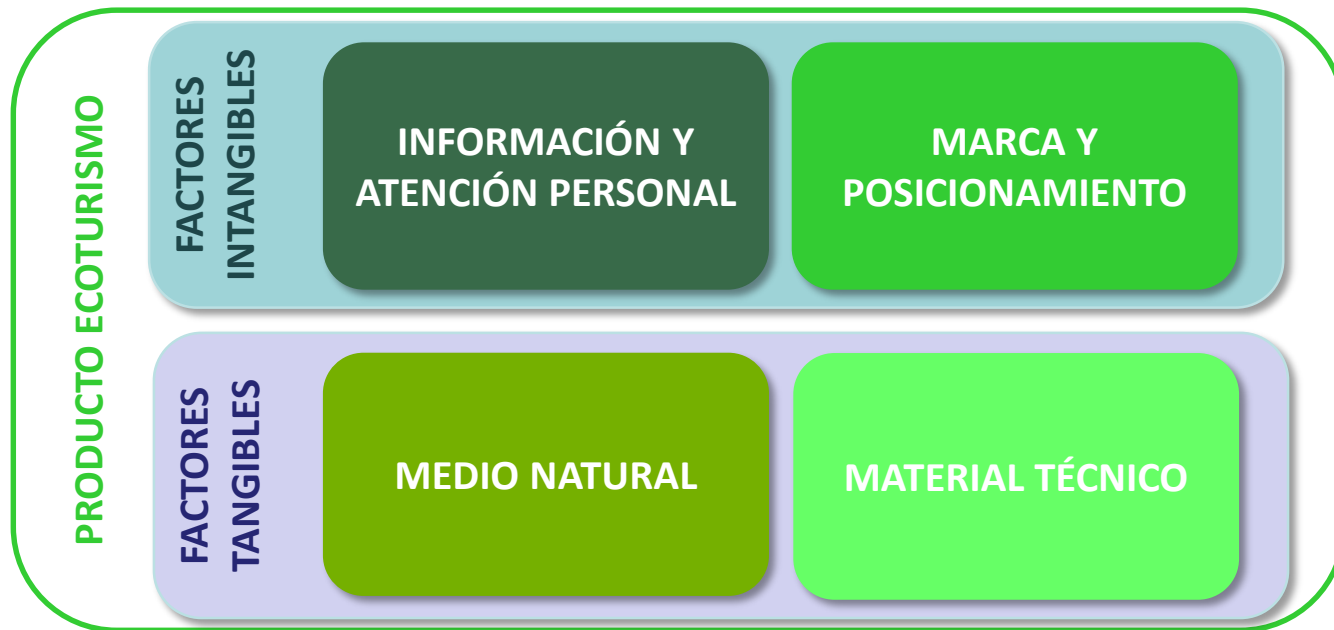 PRODUCTO ECOTURISMO
FACTORES
INTANGIBLES
INFORMACIÓN Y
ATENCIÓN PERSONAL
MARCA Y
POSICIONAMIENTO
FACTORES
TANGIBLES
MEDIO NATURAL
MATERIAL TÉCNICO